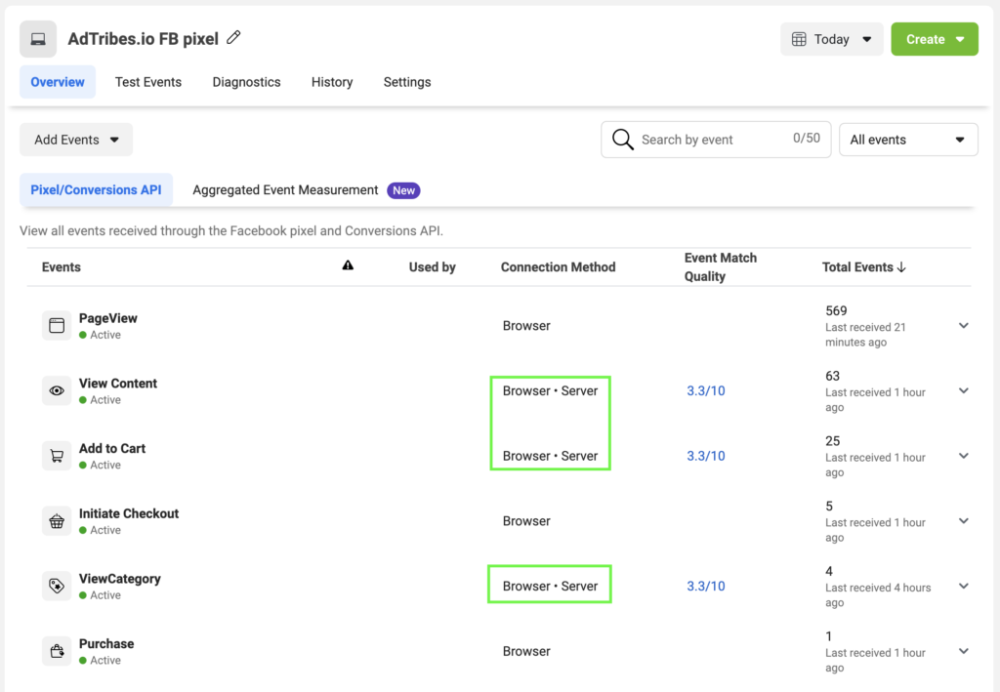 AdTribes.io FB pixel
Today
Create
Overview
Test Events
Diagnostics
History
Settings
Add Events
Search by event
0/50
All events
Pixel/Conversions API
Aggregated Event Measurement
New
View all events received through the Facebook pixel and Conversions API.
Events
Used by
Connection Method
Event Match
Quality
Total Events ↓
PageView
Active
Browser
569
Last received 21
minutes ago
View Content
Active
Browser • Server
3.3/10
63
Last received 1 hour
ago
Add to Cart
Active
Browser • Server
3.3/10
25
Last received 1 hour
ago
Initiate Checkout
Active
Browser
5
Last received 1 hour
ago
ViewCategory
Active
Browser • Server
3.3/10
4
Last received 4 hours
ago
Purchase
Active
Browser
1
Last received 1 hour
ago